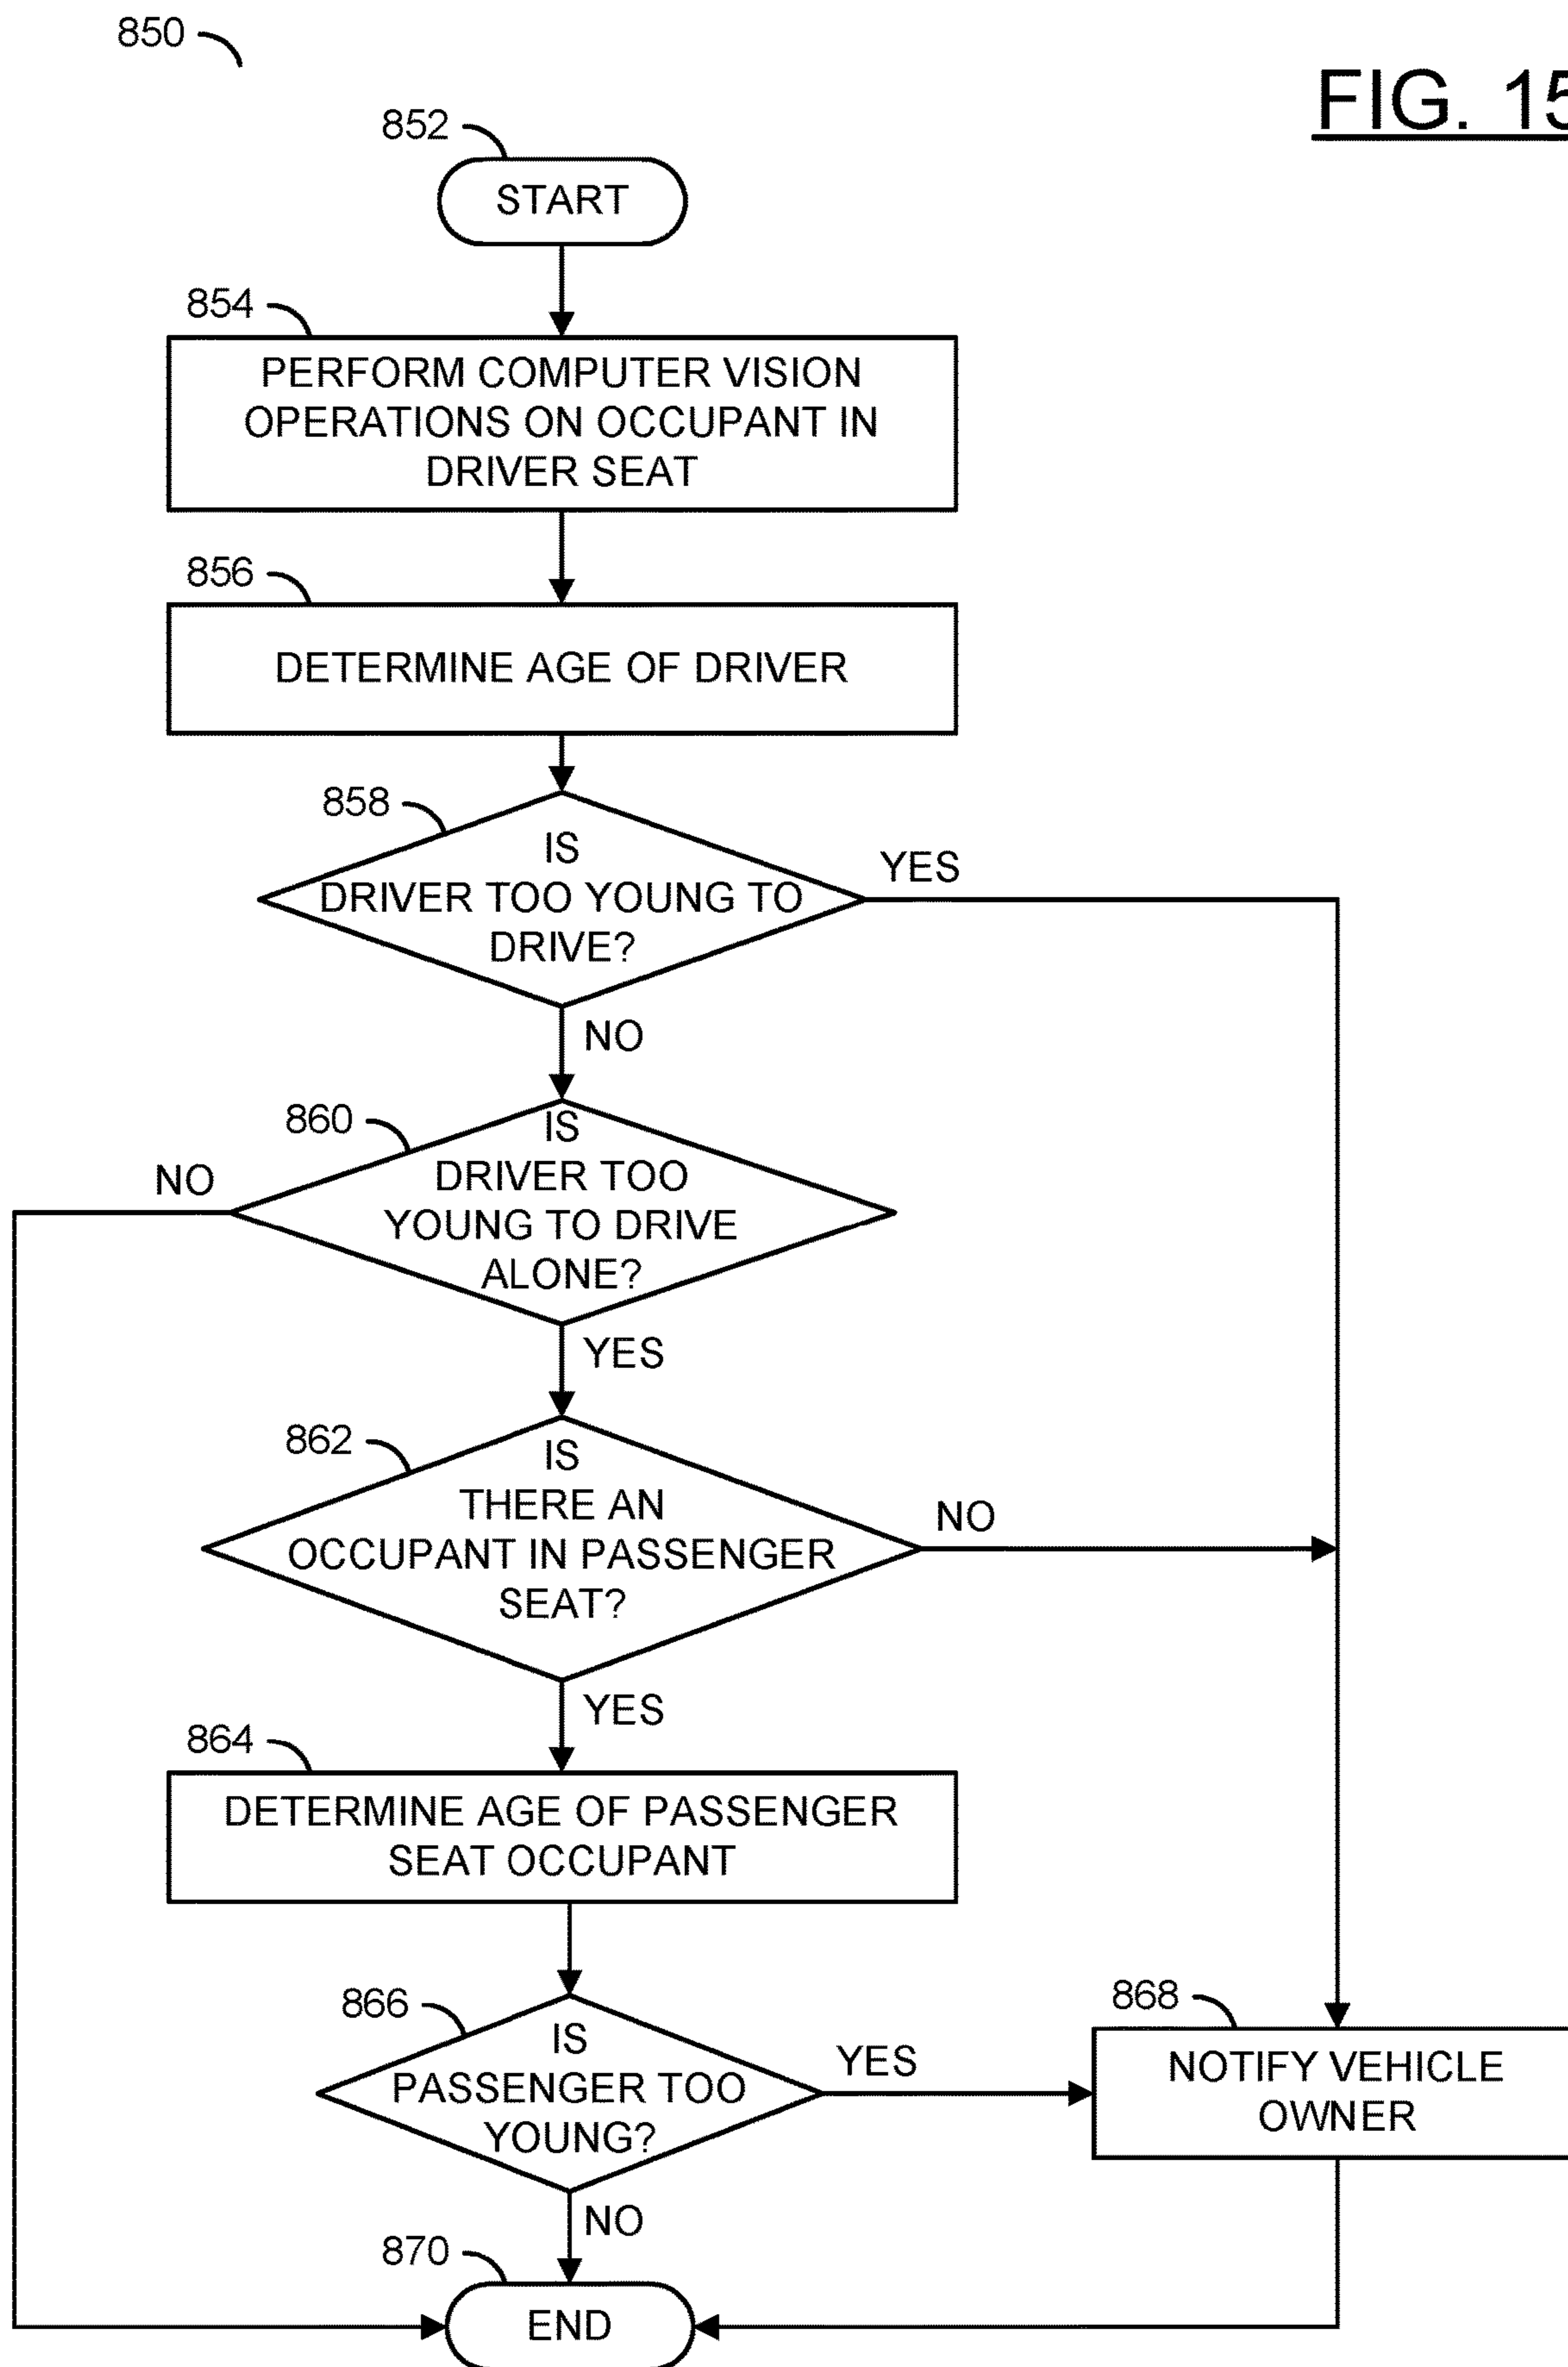 850
FIG. 15
852
START
854
PERFORM COMPUTER VISION
OPERATIONS ON OCCUPANT IN
DRIVER SEAT
856
DETERMINE AGE OF DRIVER
858
IS
DRIVER TOO YOUNG TO
DRIVE?
YES
NO
860
IS
DRIVER TOO
YOUNG TO DRIVE
ALONE?
NO
YES
862
IS
THERE AN
OCCUPANT IN PASSENGER
SEAT?
NO
YES
864
DETERMINE AGE OF PASSENGER
SEAT OCCUPANT
866
IS
PASSENGER TOO
YOUNG?
YES
868
NOTIFY VEHICLE
OWNER
NO
870
END